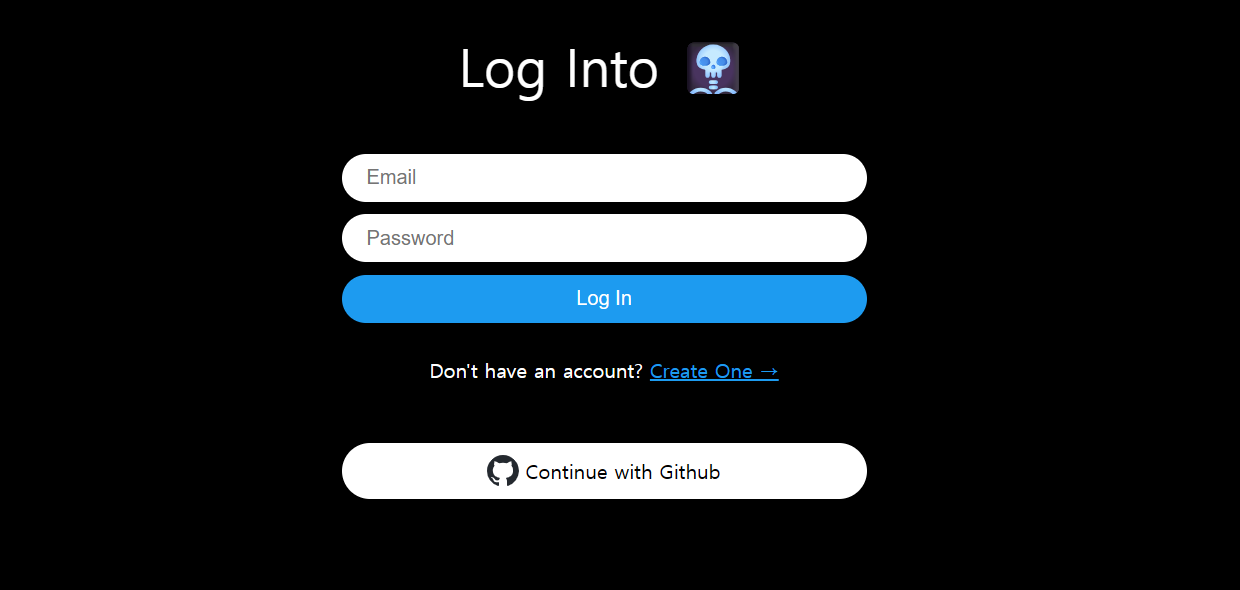 Log Into 🩻
Email
Password
Log In
Don't have an account? Create One →
Continue with Github